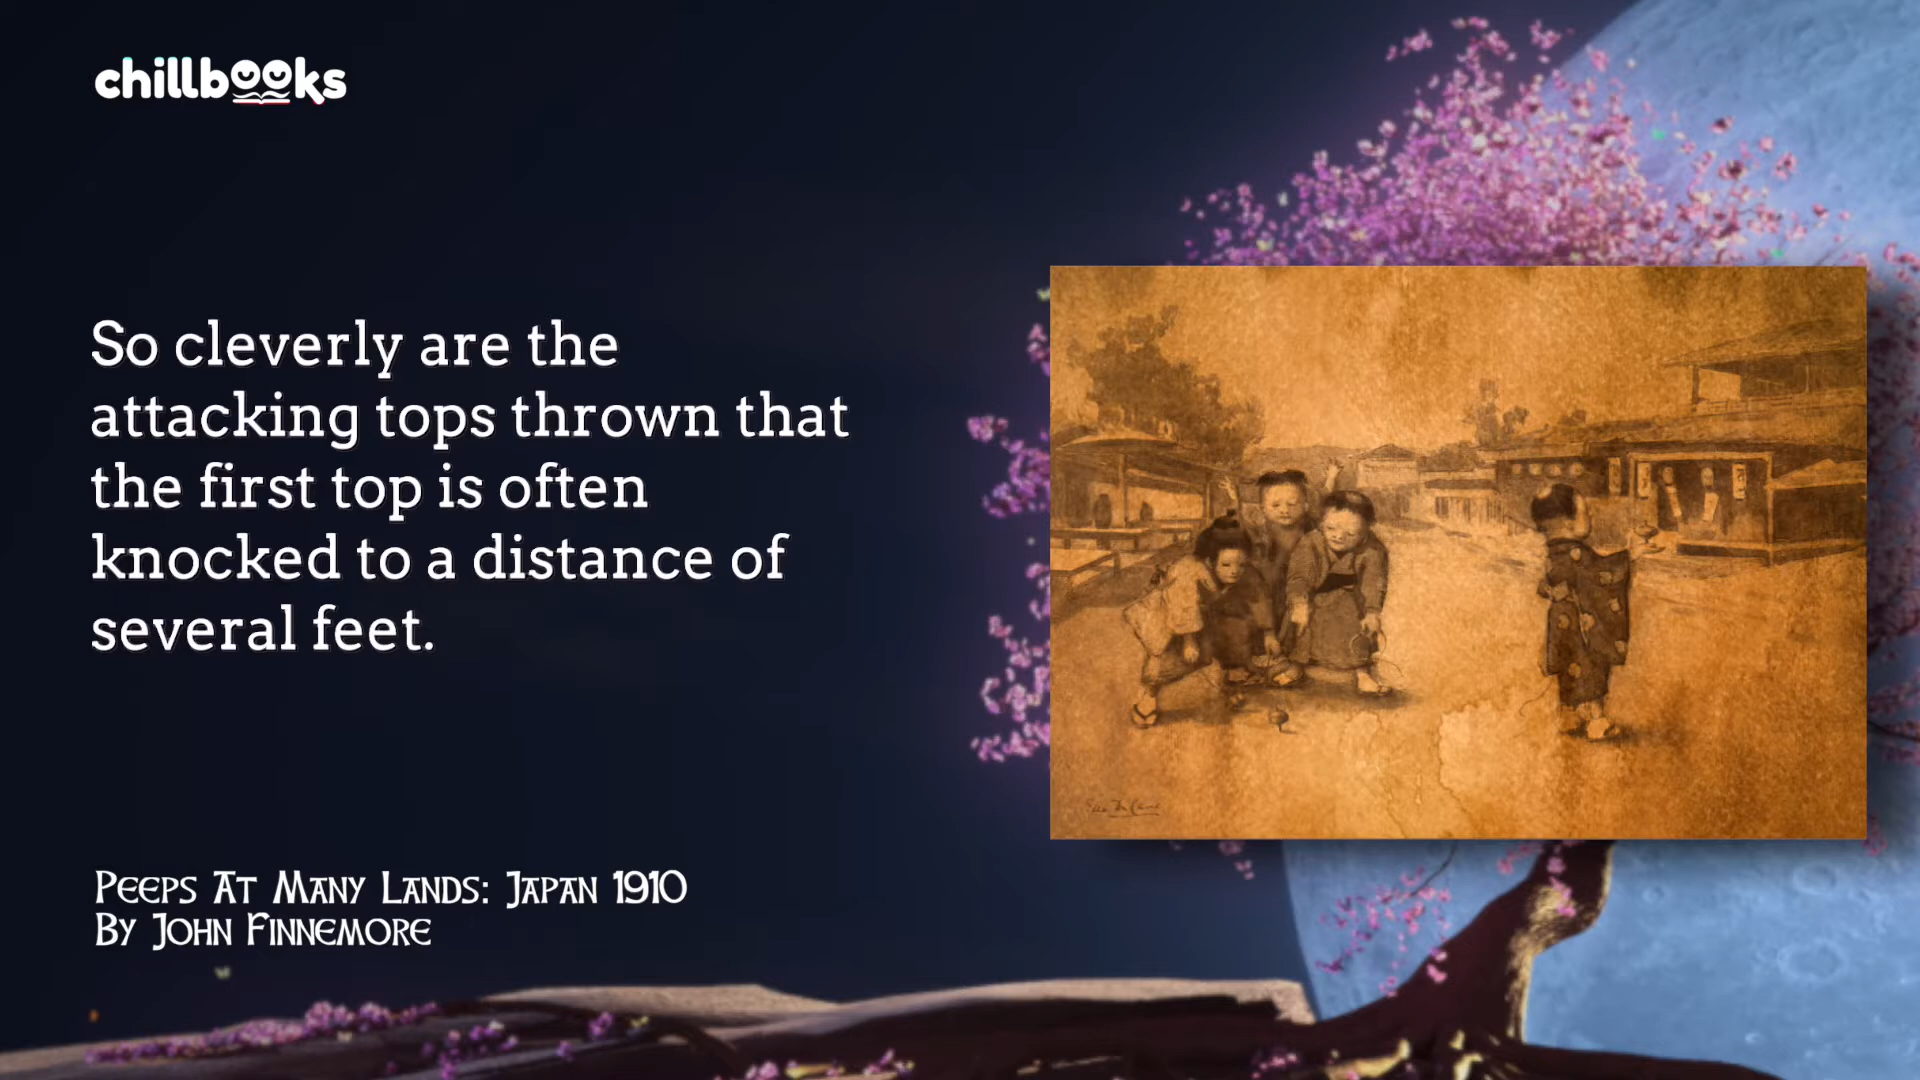 chillbooks
So cleverly are the
attacking tops thrown that
the first top is often
knocked to a distance of
several feet.
Peeps At Many Lands: Japan 1910
By John Finnemore